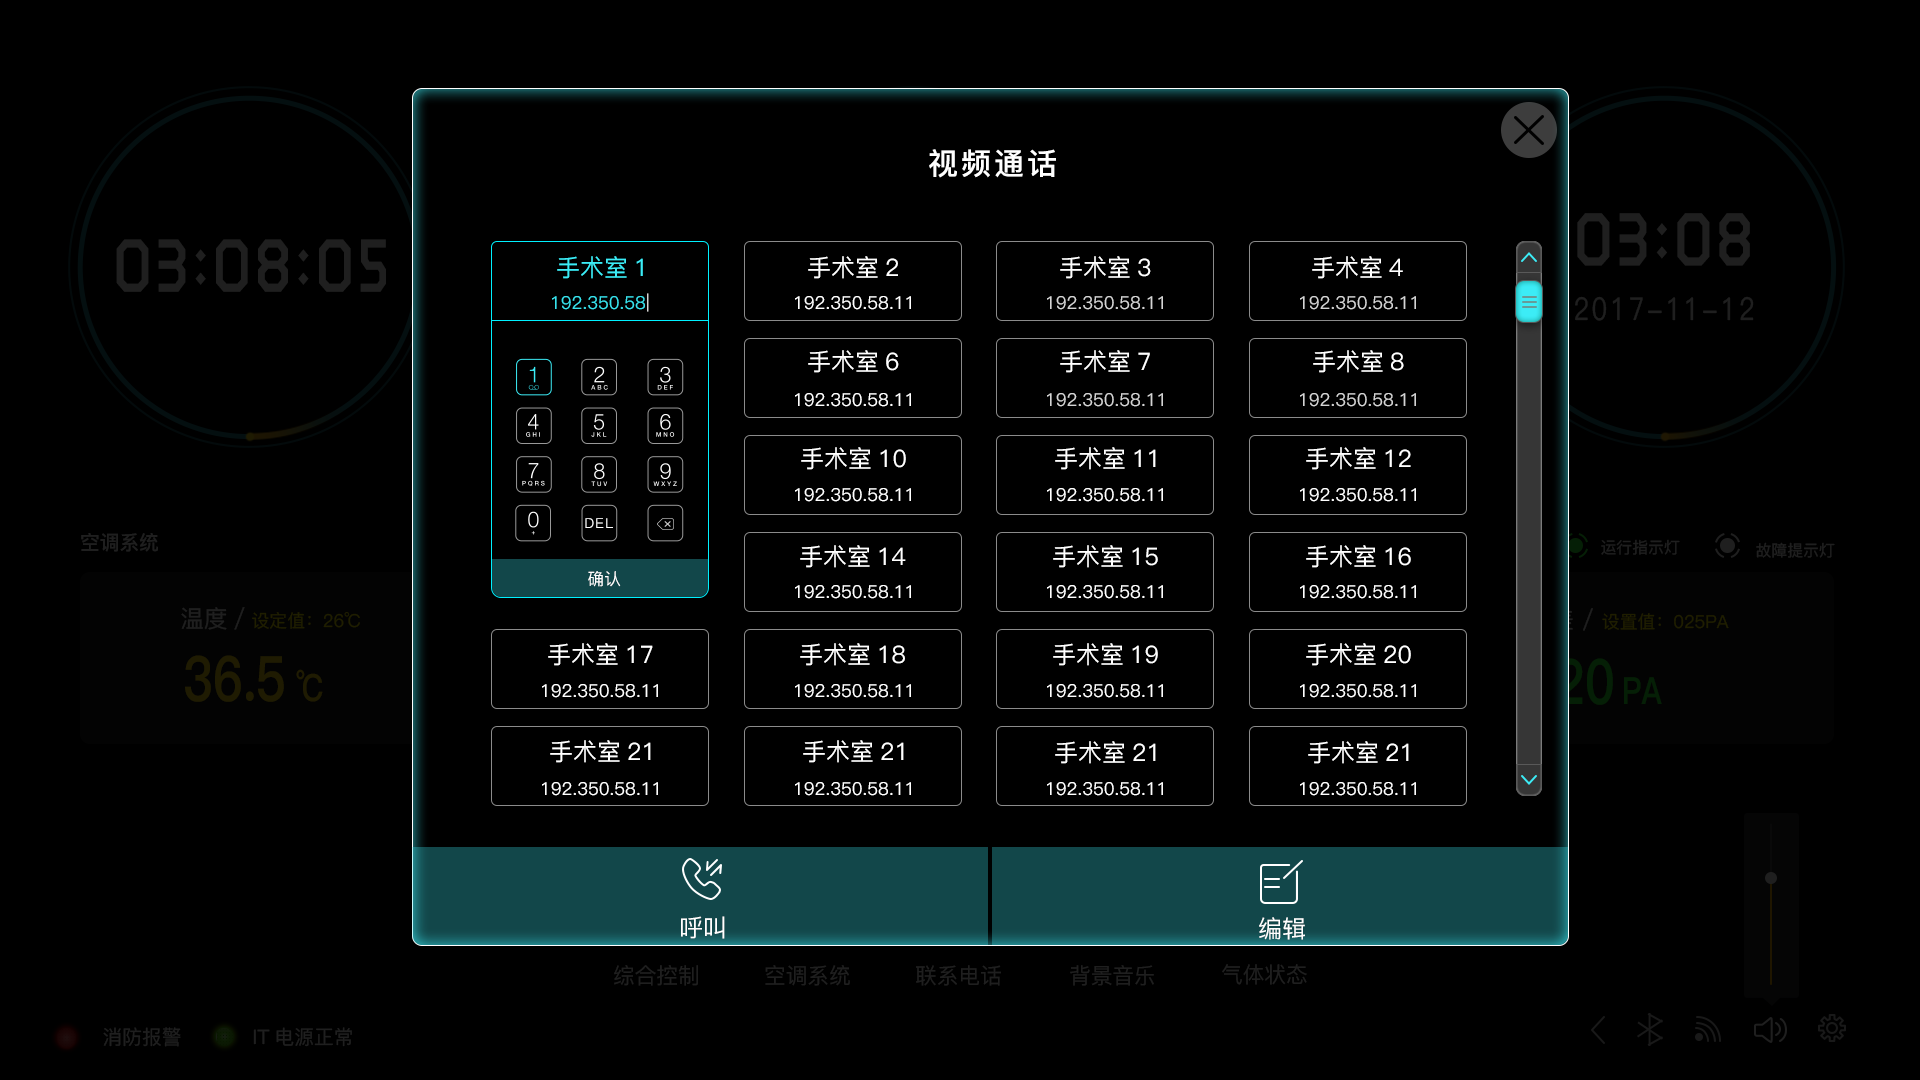 视频通话
03:08:05
03:08
2017-11-12
手术室 1
192.350.58
手术室 2
192.350.58.11
手术室 3
192.350.58.11
手术室 4
192.350.58.11
1
2
ABC
3
DEF
4
GHI
5
JKL
6
MNO
7
PQRS
8
TUV
9
WXYZ
0
+
DEL
确认
手术室 6
192.350.58.11
手术室 7
192.350.58.11
手术室 8
192.350.58.11
手术室 10
192.350.58.11
手术室 11
192.350.58.11
手术室 12
192.350.58.11
手术室 14
192.350.58.11
手术室 15
192.350.58.11
手术室 16
192.350.58.11
手术室 17
192.350.58.11
手术室 18
192.350.58.11
手术室 19
192.350.58.11
手术室 20
192.350.58.11
手术室 21
192.350.58.11
手术室 21
192.350.58.11
手术室 21
192.350.58.11
手术室 21
192.350.58.11
呼叫
编辑
空调系统
温度 / 设定值：26℃
36.5 ℃
运行指示灯
故障提示灯
/ 设置值：025PA
20 PA
综合控制
空调系统
联系电话
背景音乐
气体状态
消防报警
IT 电源正常